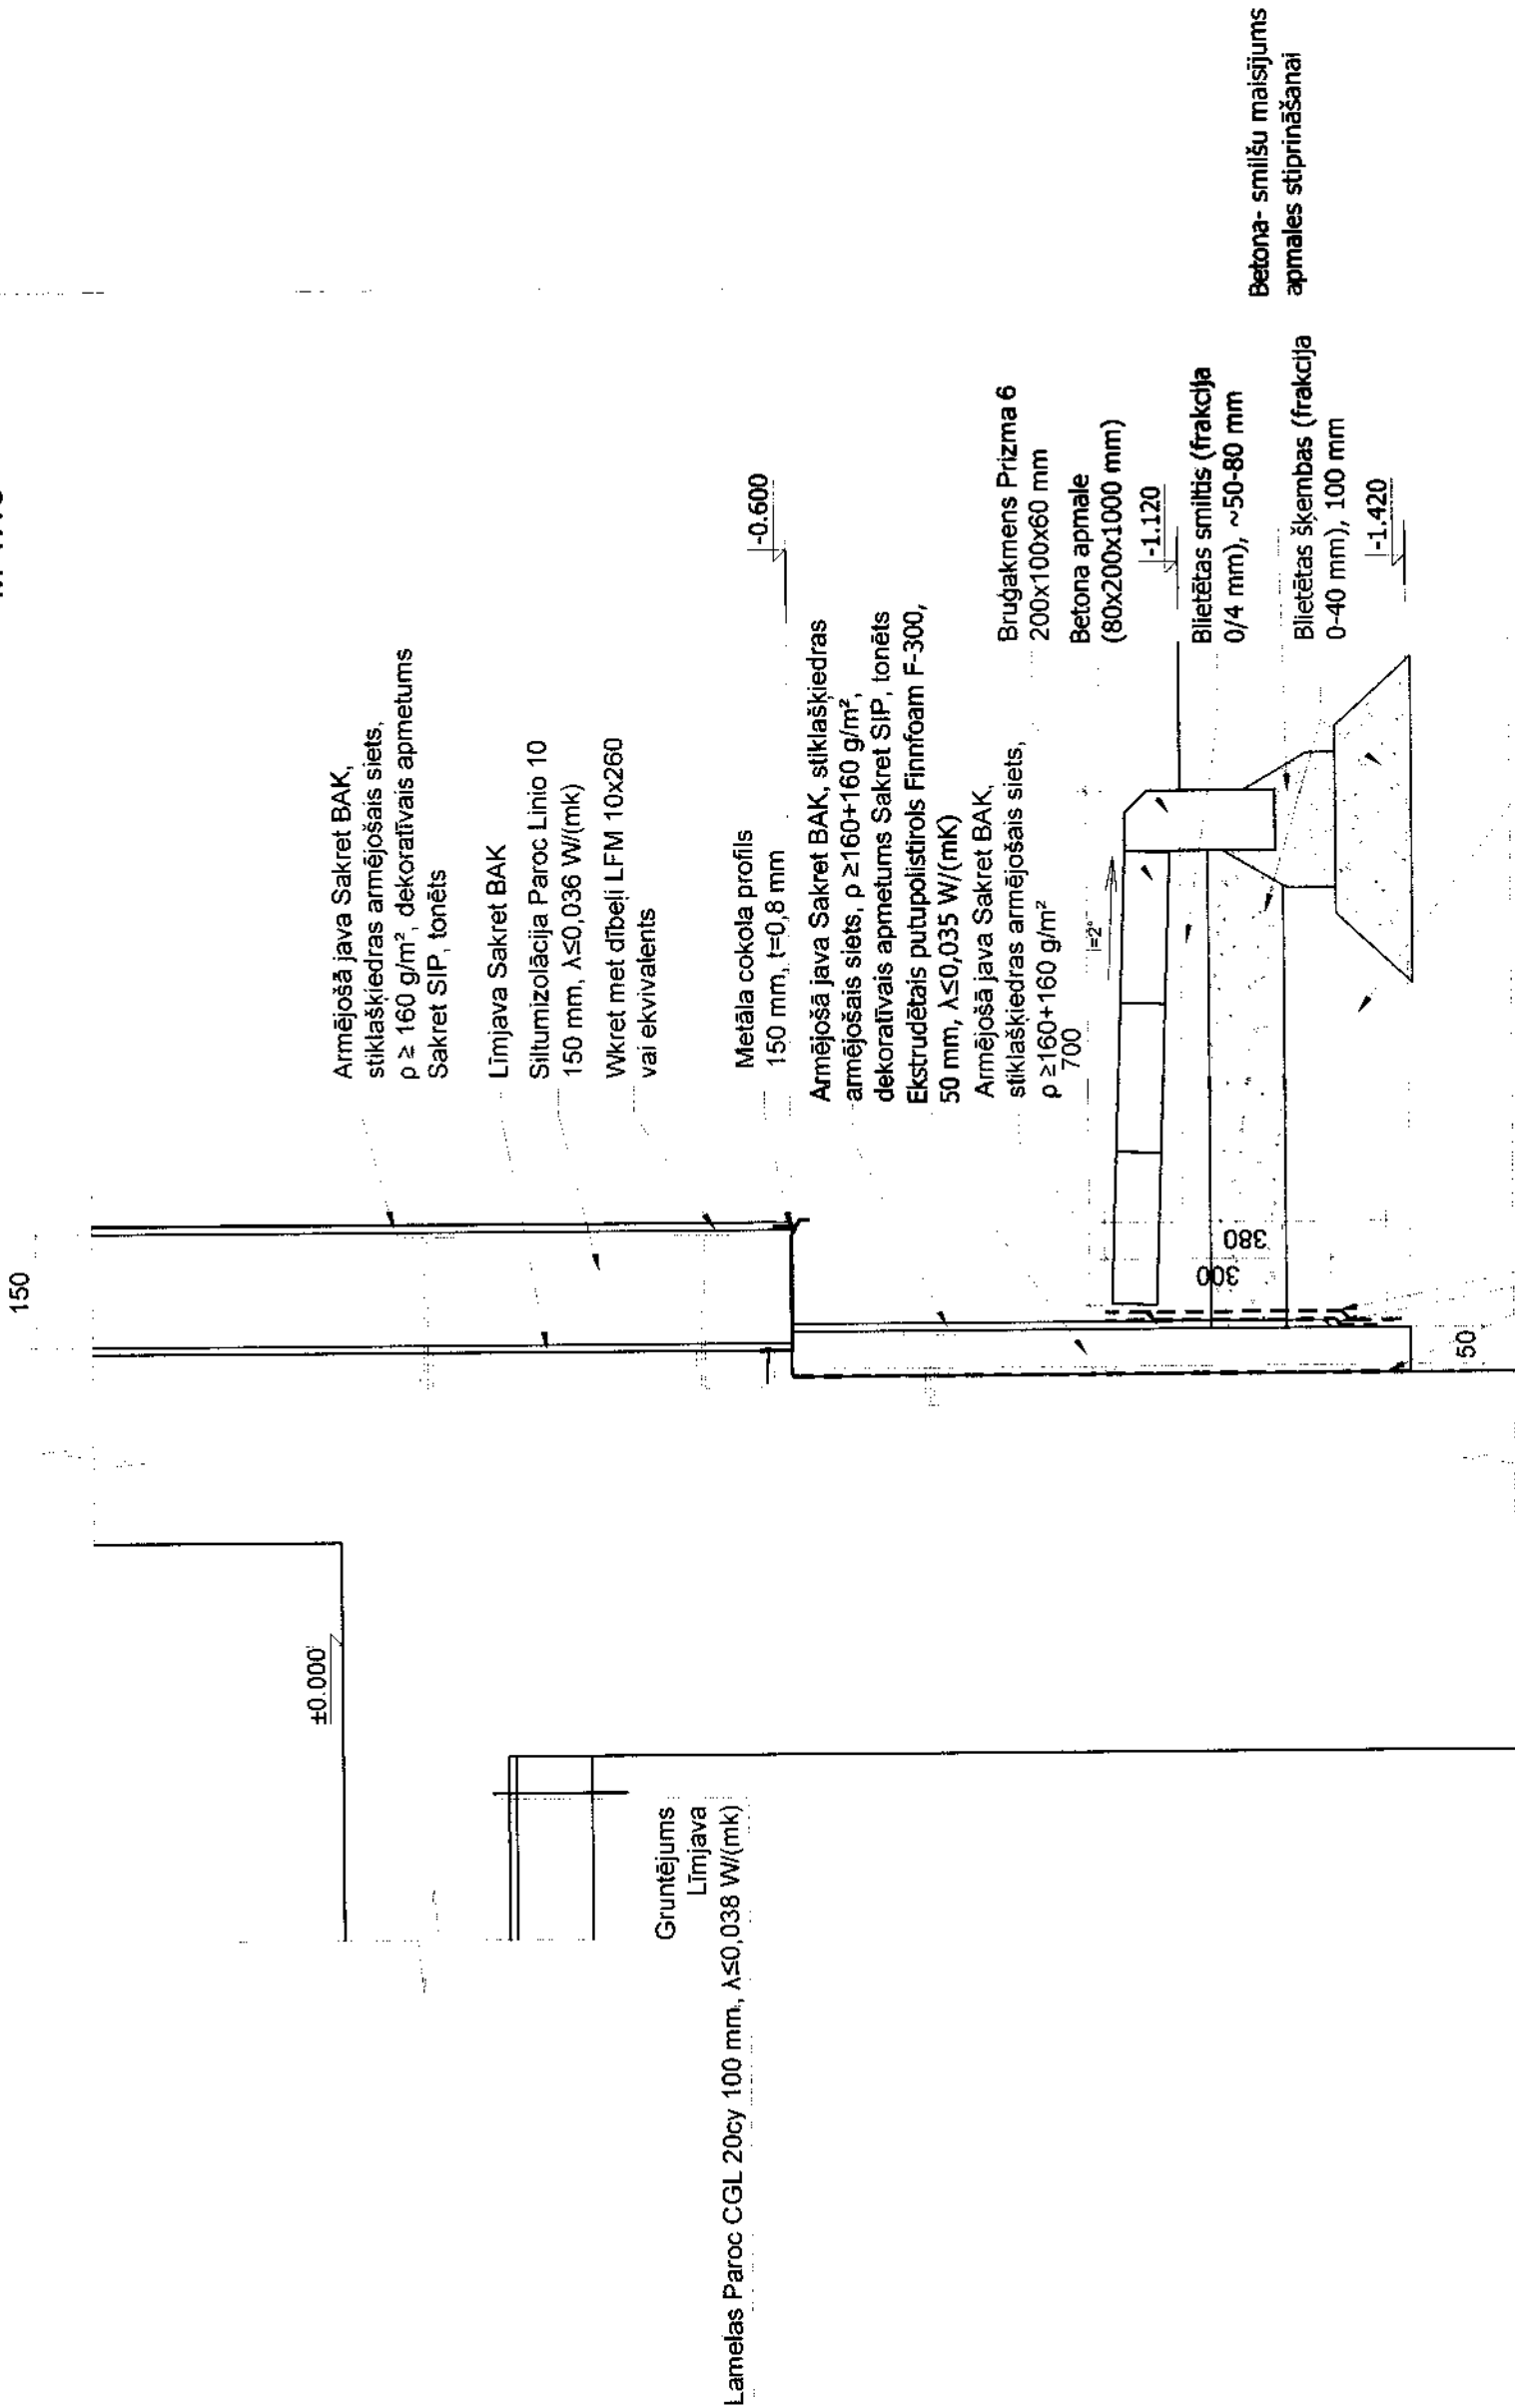 150
Armējošā java Sakret BAK,
stiklašķiedras armējošais siets,
ρ ≥ 160 g/m², dekoratīvais apmetums
Sakret SIP, tonēts
Līmjava Sakret BAK
Siltumizolācija Paroc Linio 10
150 mm, λ≤0,036 W/(mk)
Wkret met dībeļi LFM 10x260
vai ekvivalents
±0.000
Metāla cokola profils
150 mm, t=0,8 mm
-0.600
Gruntējums
Līmjava
Lamelas Paroc CGL 20cy 100 mm., λ≤0,038 W/(mk)
Armējošā java Sakret BAK, stiklašķiedras
armējošais siets, ρ ≥160+160 g/m²,
dekoratīvais apmetums Sakret SIP, tonēts
Ekstrudētais putupolistirols Finnfoam F-300,
50 mm, λ≤0,035 W/(mK)
Armējošā java Sakret BAK,
stiklašķiedras armējošais siets,
ρ ≥160+160 g/m²
700
i=2°
Bruģakmens Prizma 6
200x100x60 mm
Betona apmale
(80x200x1000 mm)
-1.120
Blietētas smiltis (frakcija
0/4 mm), ~50-80 mm
Betona- smilšu maisījums
apmales stiprināšanai
Blietētas šķembas (frakcija
0-40 mm), 100 mm
-1.420
380
300
50